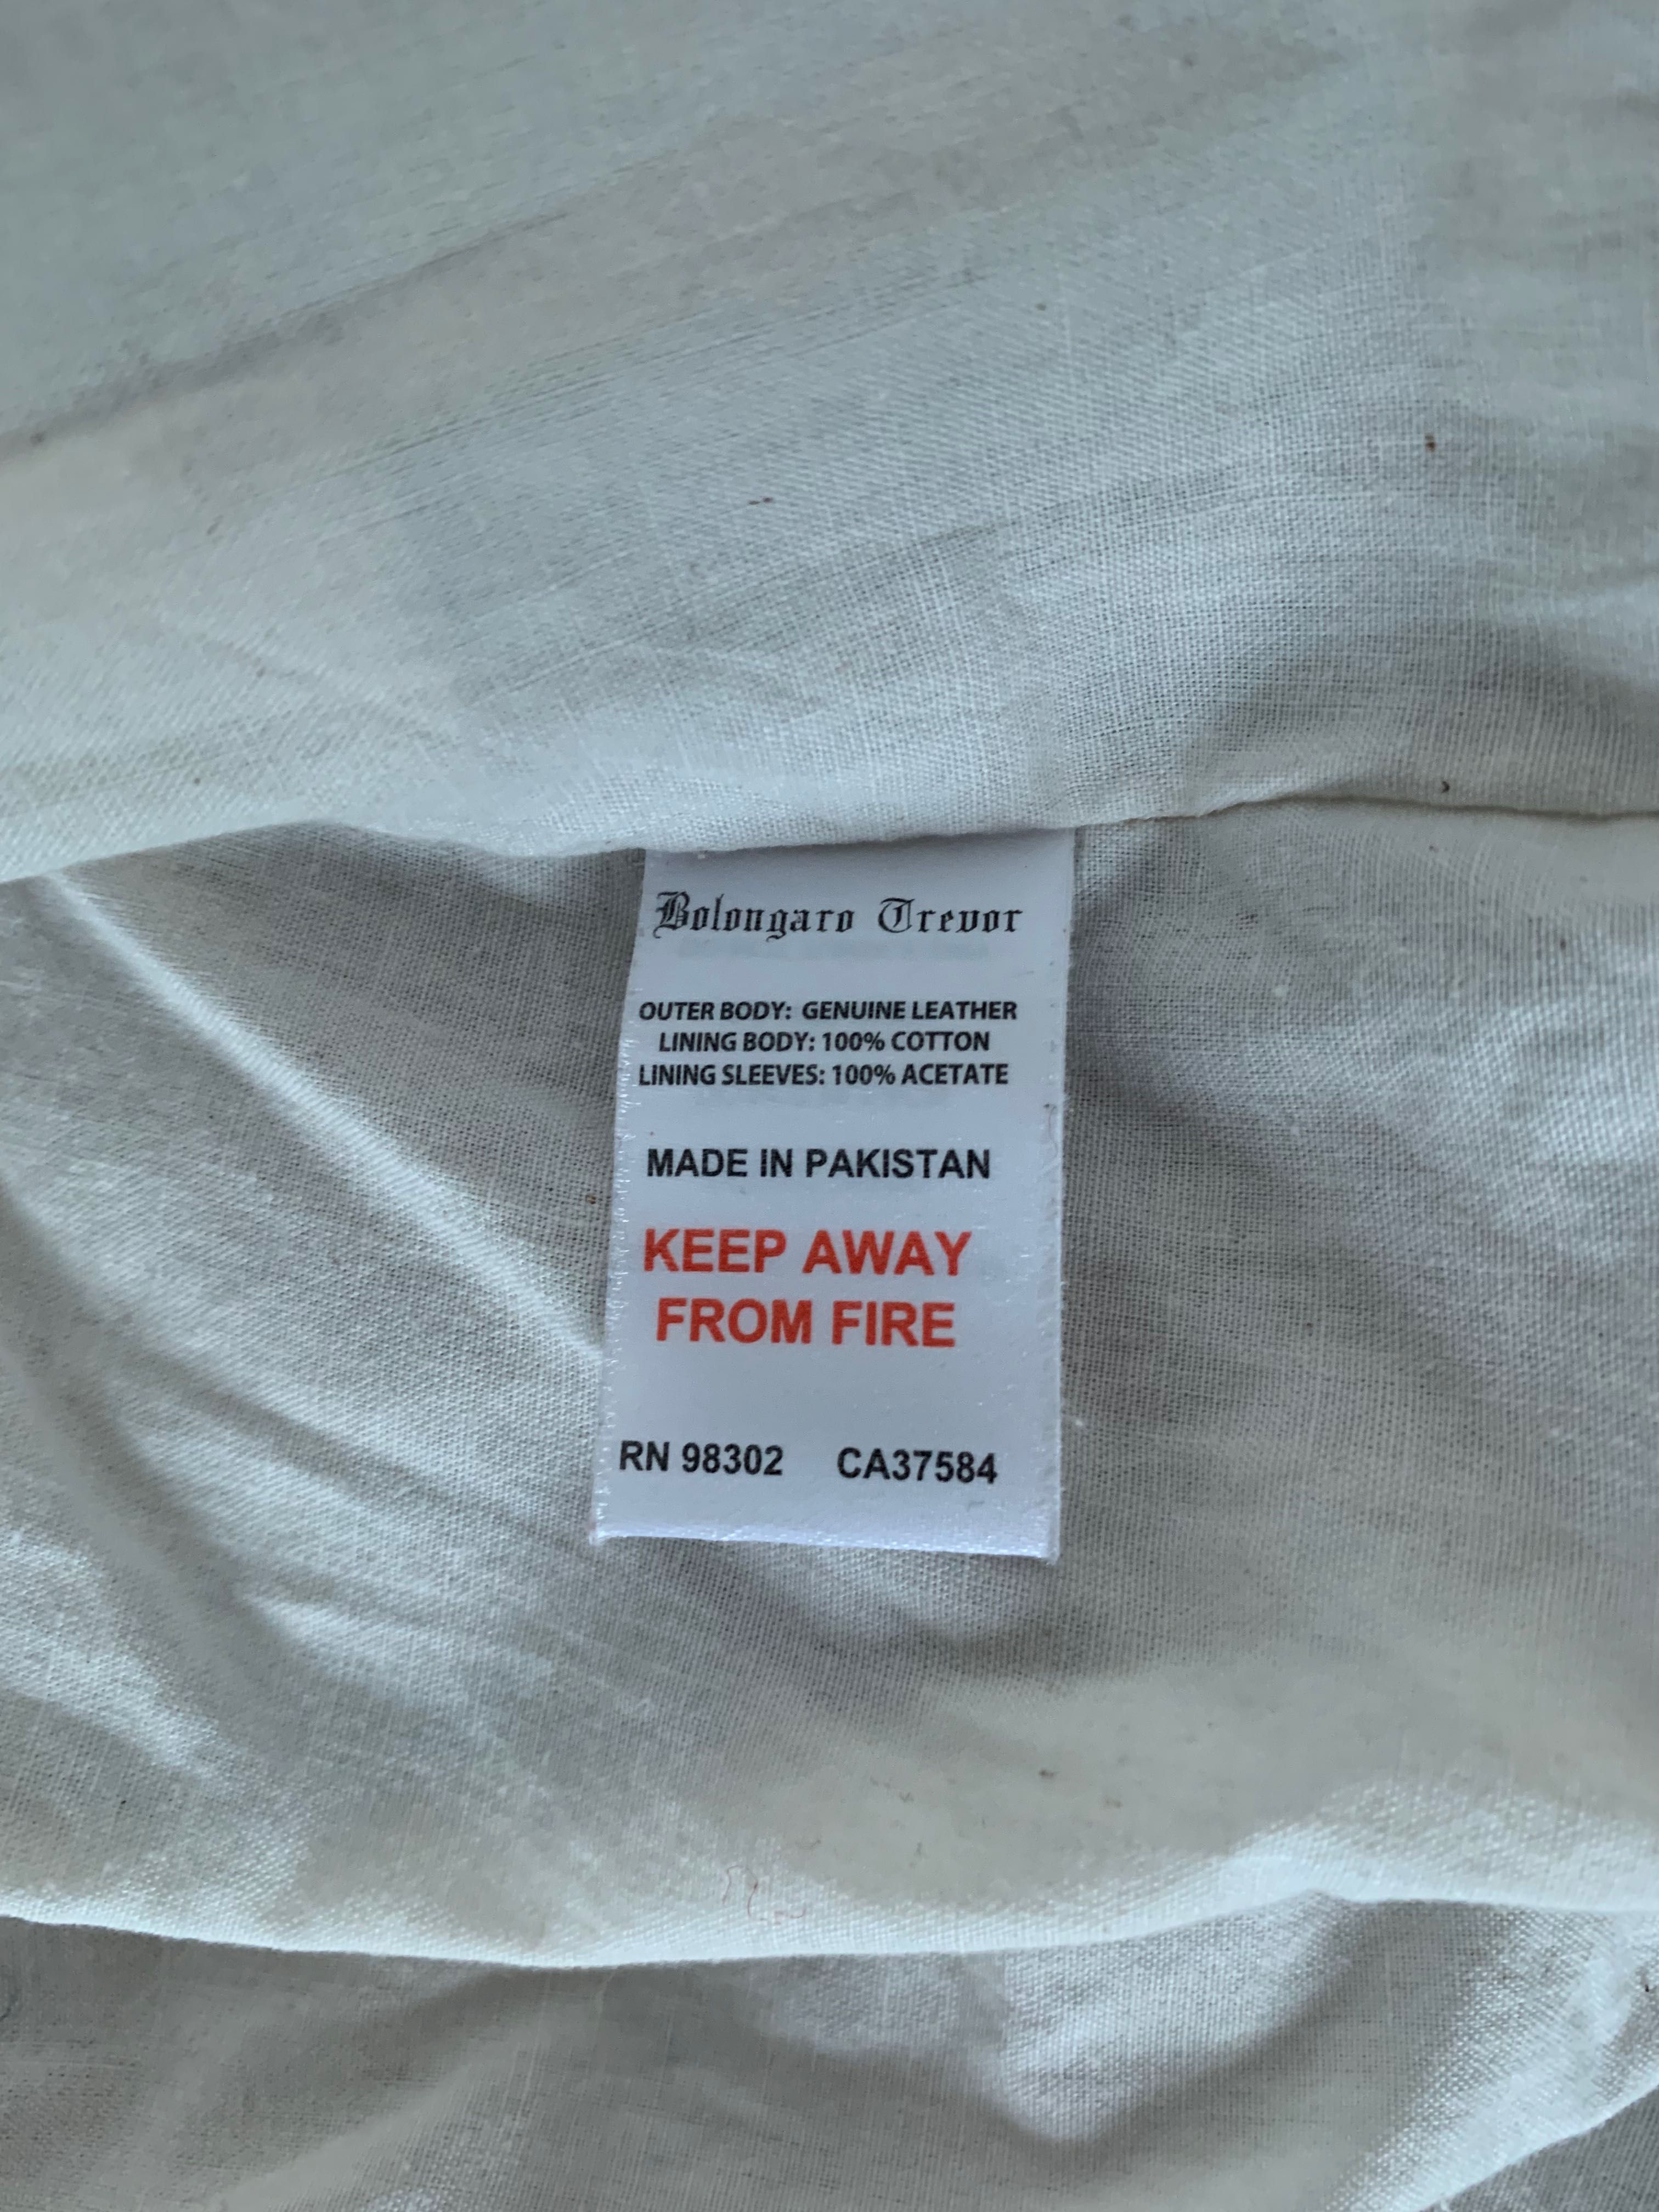 Bolongaro Trevor
OUTER BODY: GENUINE LEATHER
LINING BODY: 100% COTTON
LINING SLEEVES: 100% ACETATE
MADE IN PAKISTAN
KEEP AWAY
FROM FIRE
RN 98302 CA37584